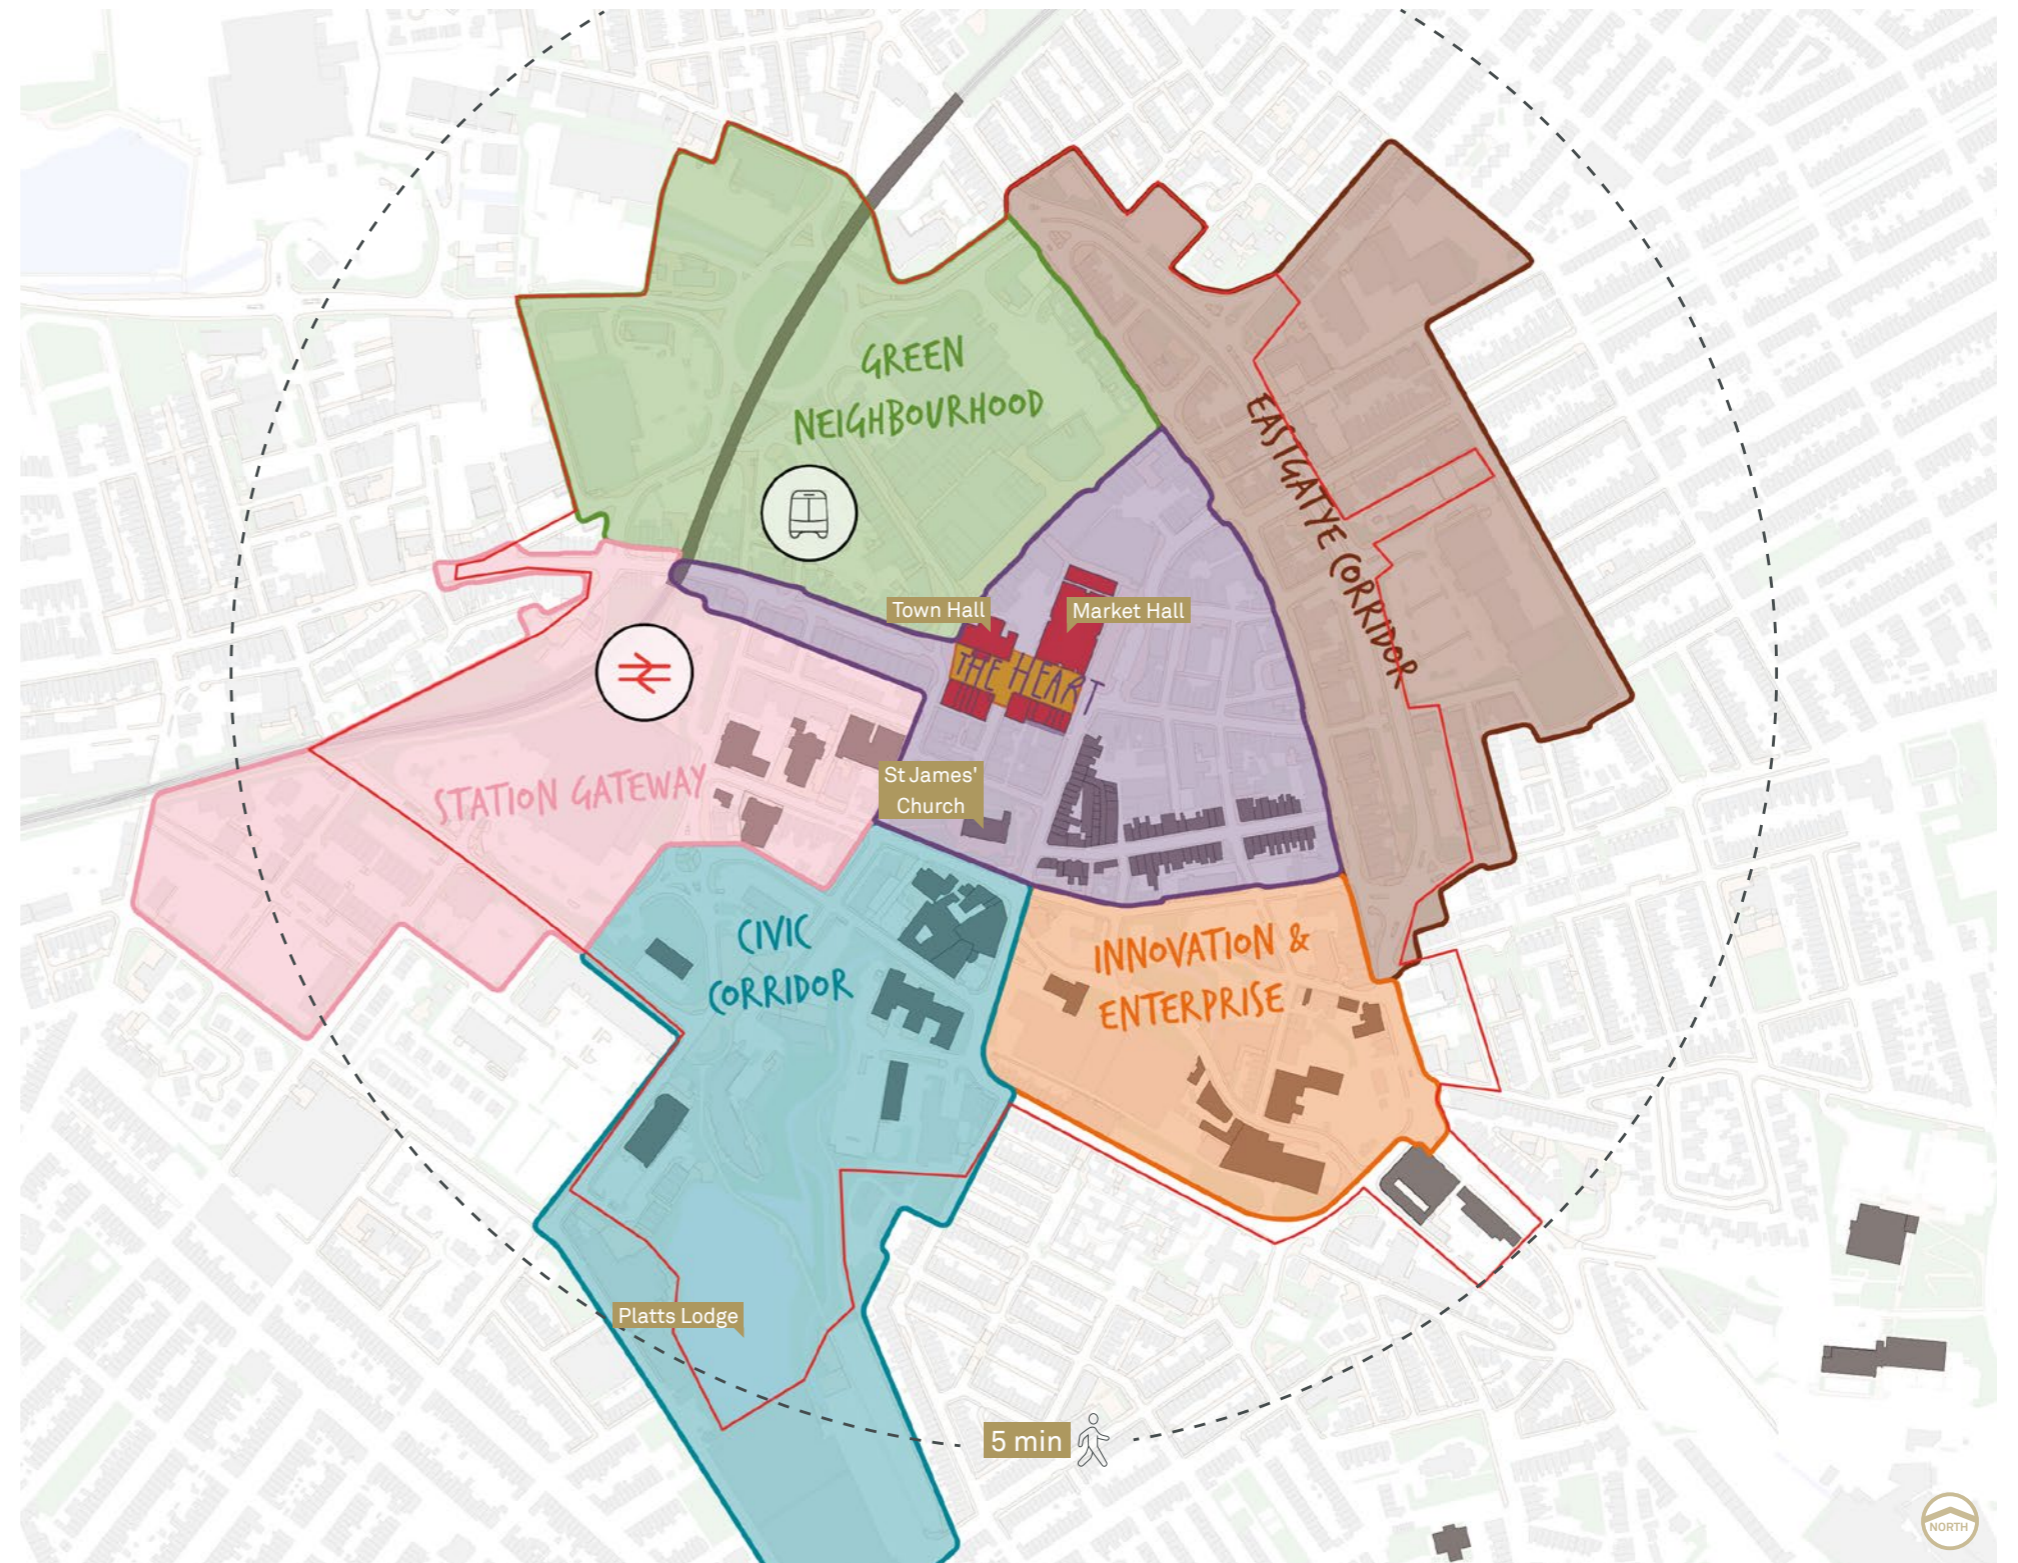 GREEN
NEIGHBOURHOOD
EASTGATYE CORRIDOR
Town Hall
Market Hall
THE HEART
STATION GATEWAY
St James'
Church
CIVIC
CORRIDOR
INNOVATION &
ENTERPRISE
Platts Lodge
5 min
NORTH